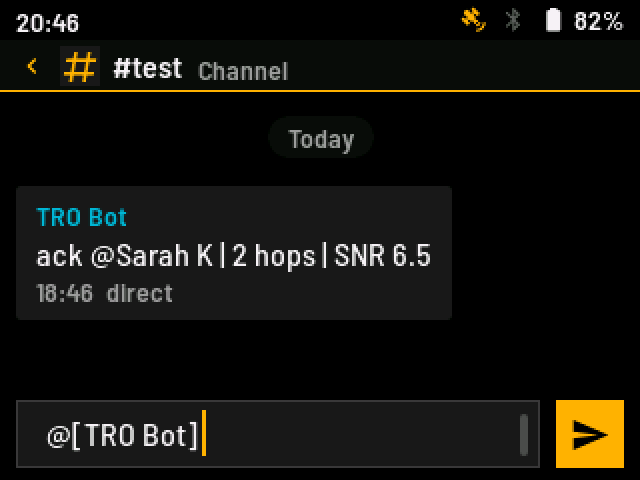 20:46
82%
# #test Channel
Today
TRO Bot
ack @Sarah K | 2 hops | SNR 6.5
18:46 direct
@[TRO Bot]